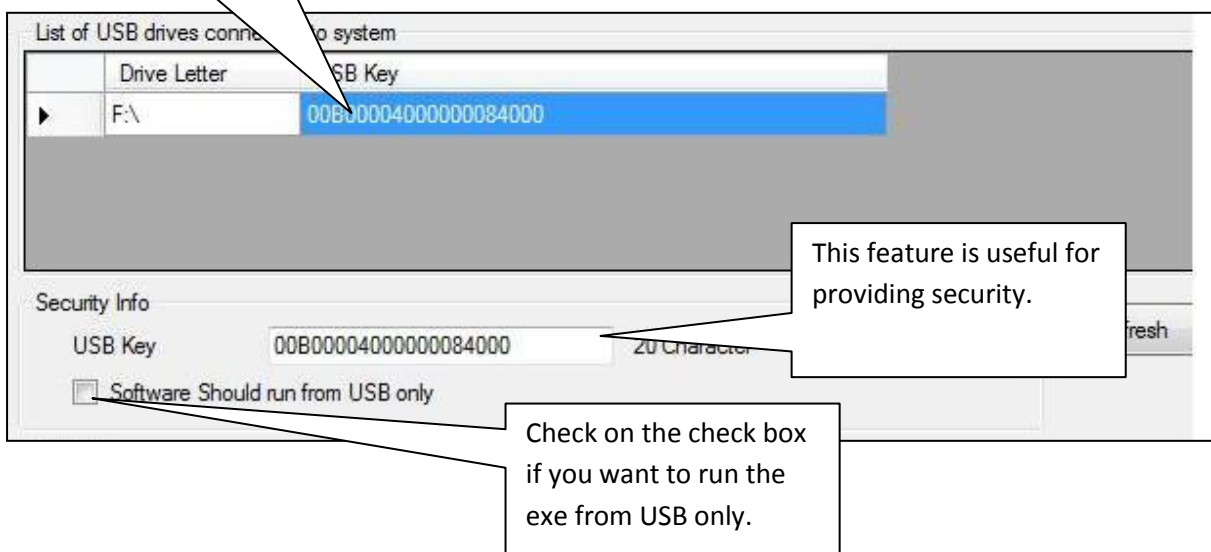 List of USB drives conne o system
Drive Letter SB Key
F:\ 00B00004000000084000
This feature is useful for
providing security.
Security Info
USB Key 00B00004000000084000 20 Character
fresh
Software Should run from USB only
Check on the check box
if you want to run the
exe from USB only.